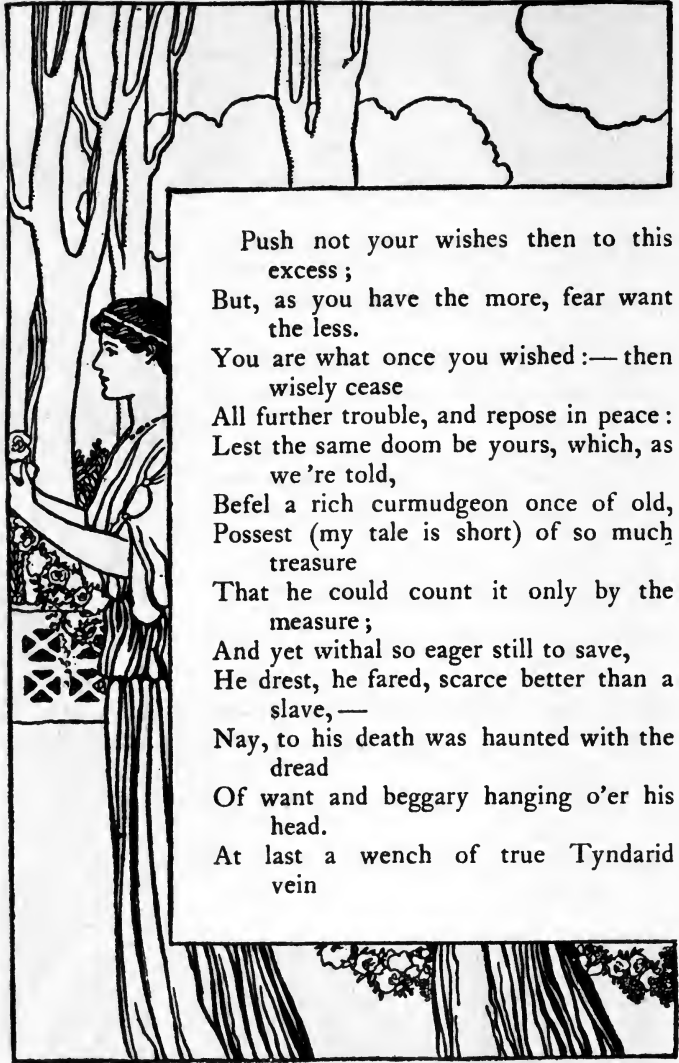 Push not your wishes then to this
excess ;
But, as you have the more, fear want
the less.
You are what once you wished :— then
wisely cease
All further trouble, and repose in peace :
Lest the same doom be yours, which, as
we 're told,
Befel a rich curmudgeon once of old,
Possest (my tale is short) of so much
treasure
That he could count it only by the
measure ;
And yet withal so eager still to save,
He drest, he fared, scarce better than a
slave, —
Nay, to his death was haunted with the
dread
Of want and beggary hanging o'er his
head.
At last a wench of true Tyndarid
vein